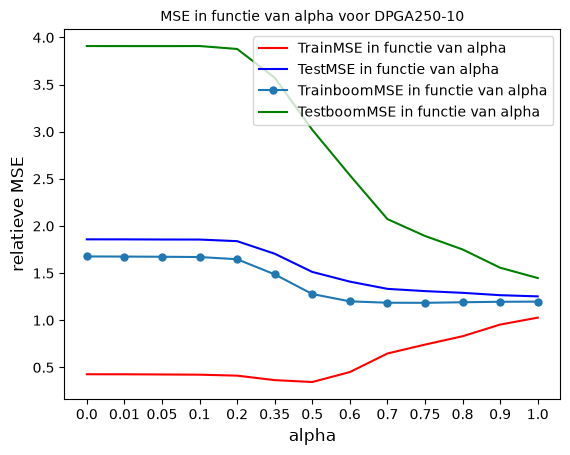 MSE in functie van alpha voor DPGA250-10
TrainMSE in functie van alpha
TestMSE in functie van alpha
TrainboomMSE in functie van alpha
TestboomMSE in functie van alpha
relatieve MSE
4.0
3.5
3.0
2.5
2.0
1.5
1.0
0.5
0.0 0.01 0.05 0.1 0.2 0.35 0.5 0.6 0.7 0.75 0.8 0.9 1.0
alpha